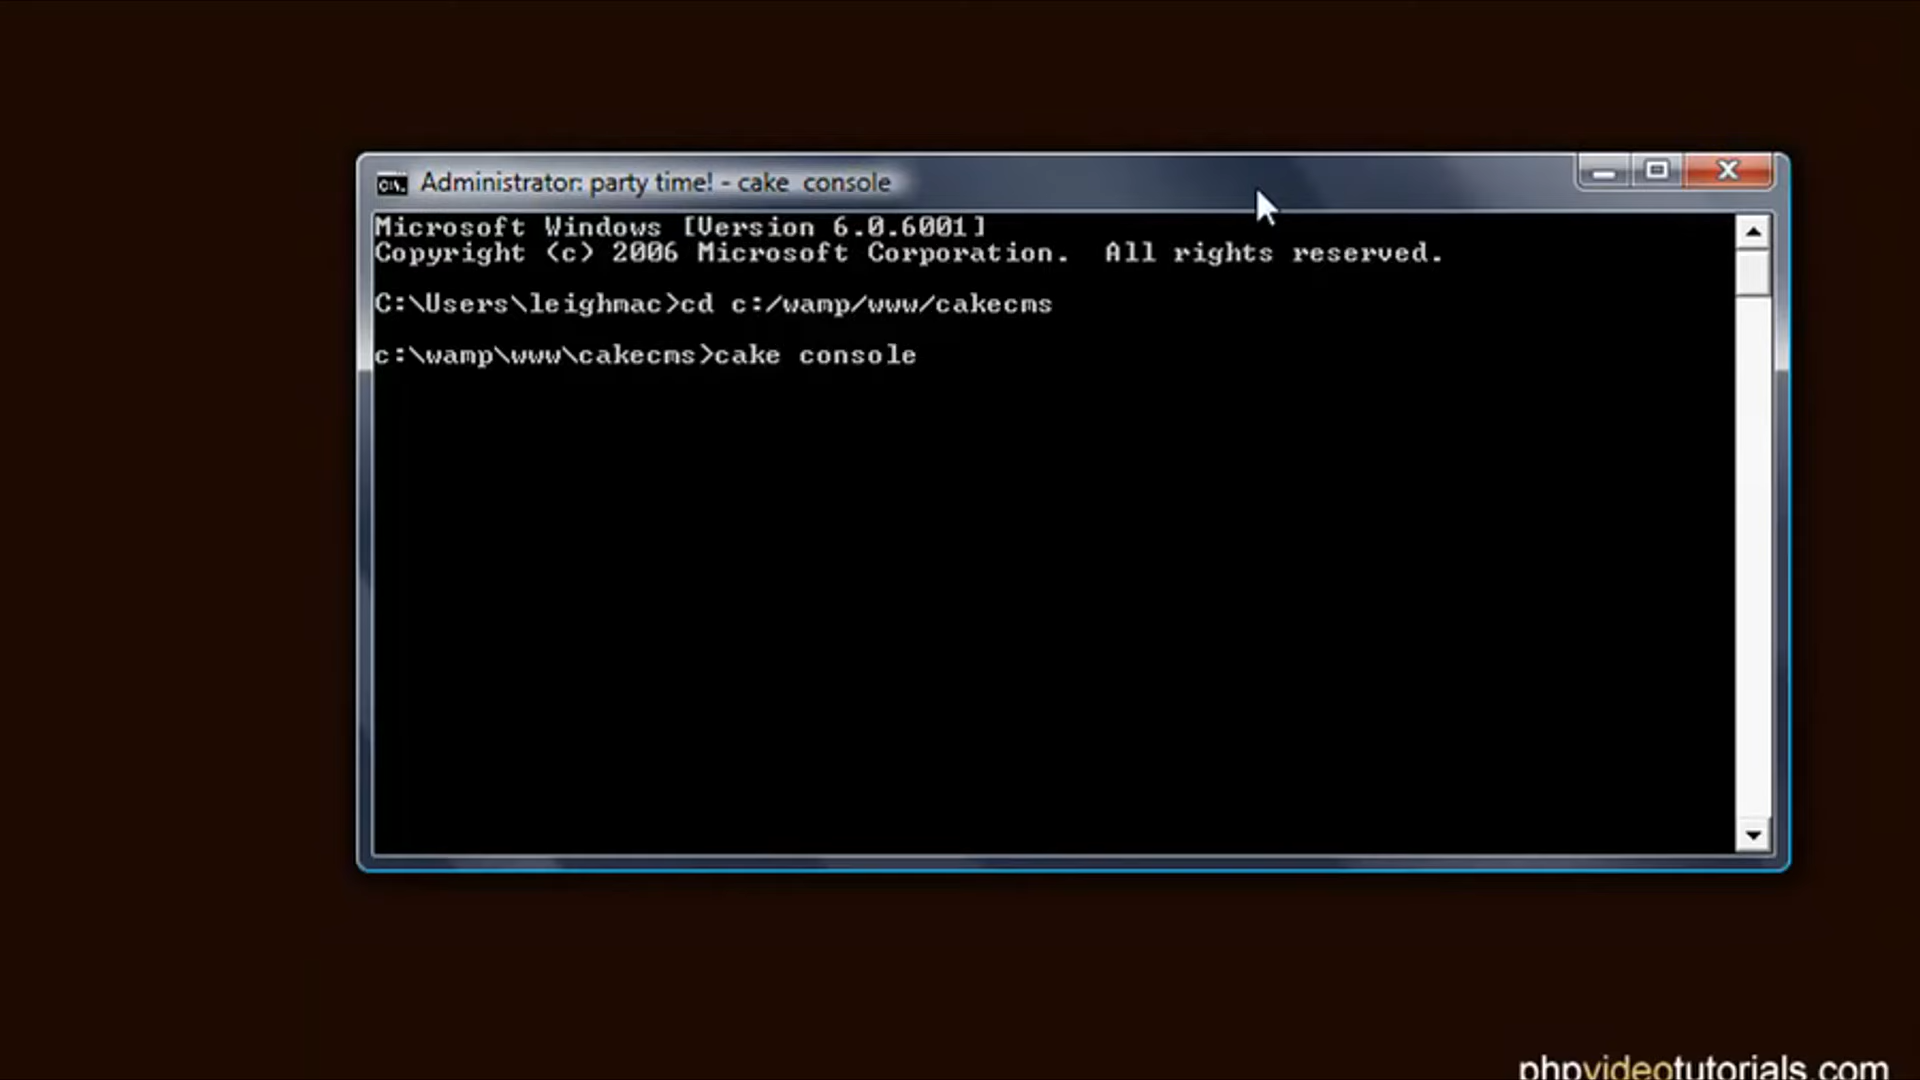 Administrator: party time! - cake  console
Microsoft Windows [Version 6.0.6001]
Copyright (c) 2006 Microsoft Corporation.  All rights reserved.
C:\Users\leighmac>cd c:/wamp/www/cakecms
c:\wamp\www\cakecms>cake console
phpvideotutorials.com